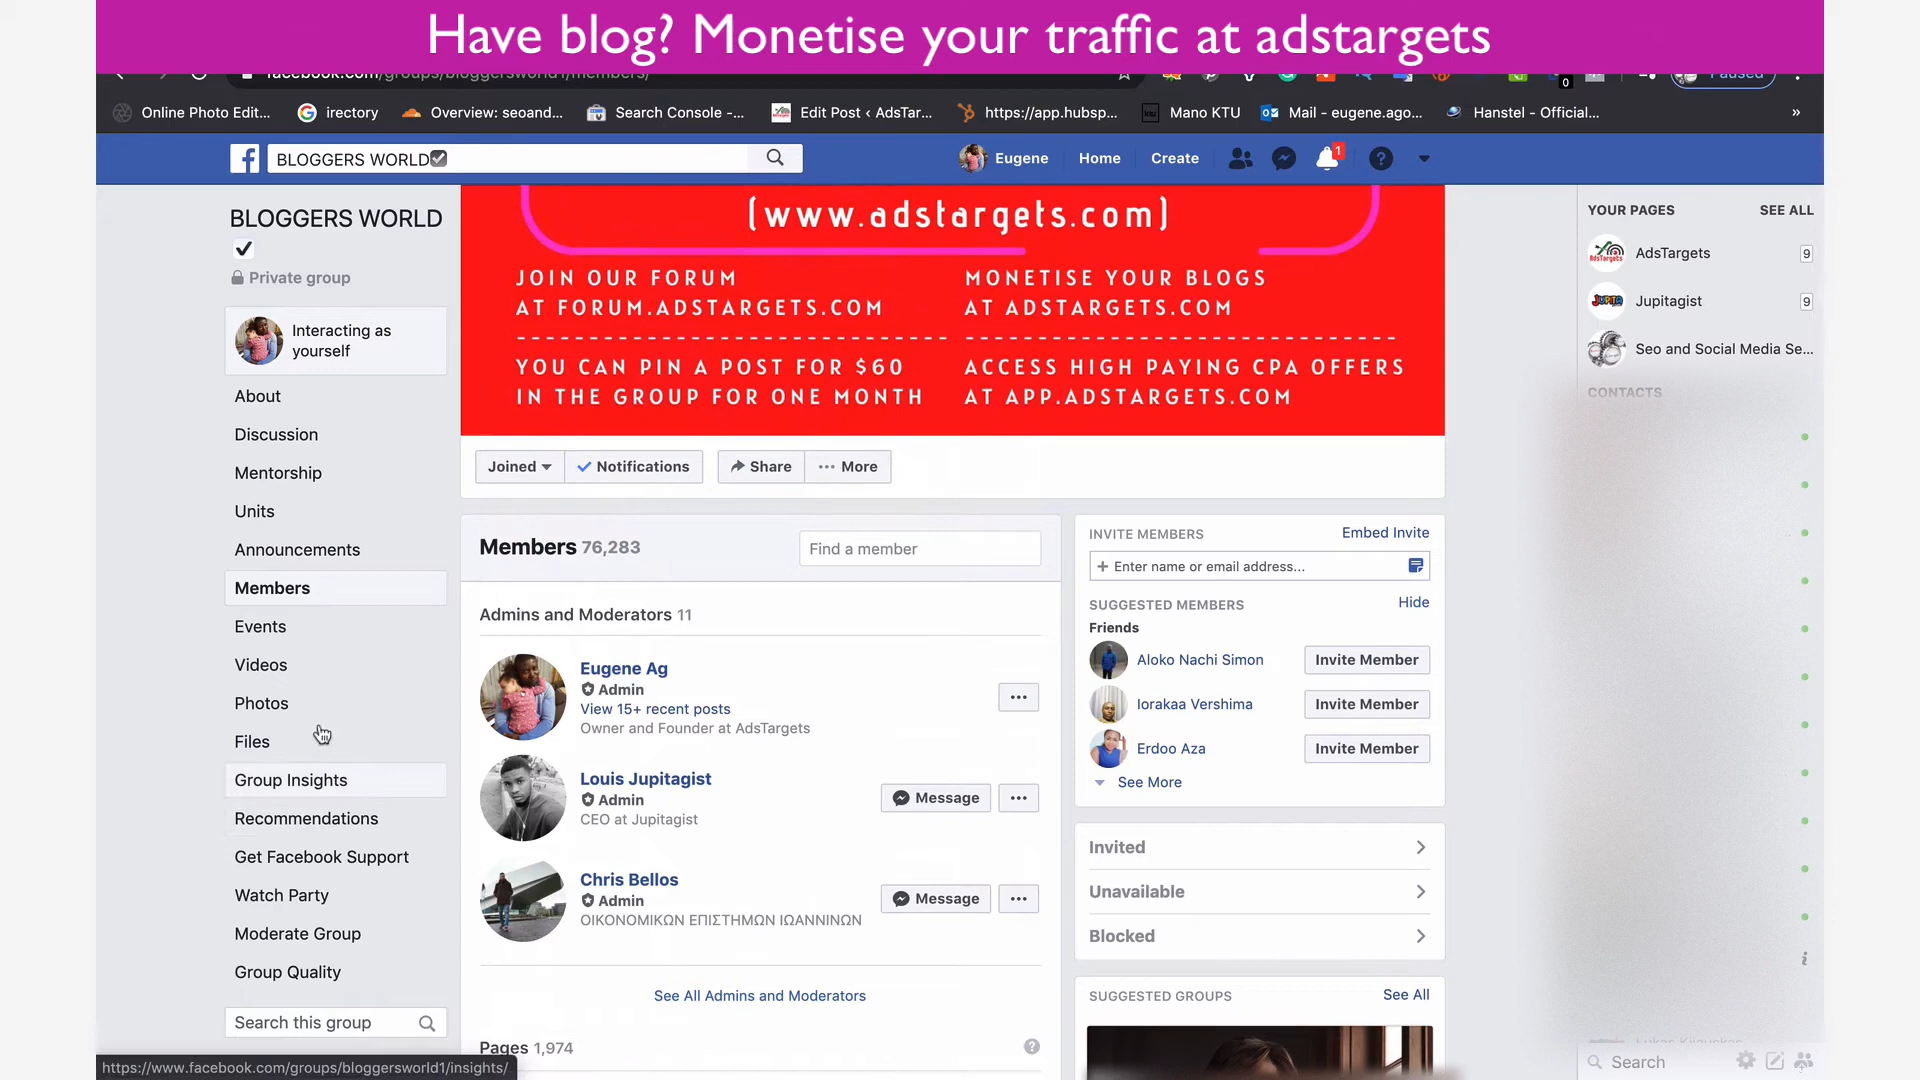 Have blog? Monetise your traffic at adstargets
facebook.com/groups/bloggersworld1/members/
0
Paused
Online Photo Edit...
irectory
Overview: seoand...
Search Console -...
Edit Post ‹ AdsTar...
https://app.hubsp...
ktu
Mano KTU
Mail - eugene.ago...
Hanstel - Official...
»
BLOGGERS WORLD☑
Eugene
Home
Create
1
BLOGGERS WORLD
✔
Private group
Interacting as
yourself
About
Discussion
Mentorship
Units
Announcements
Members
Events
Videos
Photos
Files
Group Insights
Recommendations
Get Facebook Support
Watch Party
Moderate Group
Group Quality
Search this group
https://www.facebook.com/groups/bloggersworld1/insights/
(www.adstargets.com)
JOIN OUR FORUM
AT FORUM.ADSTARGETS.COM
MONETISE YOUR BLOGS
AT ADSTARGETS.COM
YOU CAN PIN A POST FOR $60
IN THE GROUP FOR ONE MONTH
ACCESS HIGH PAYING CPA OFFERS
AT APP.ADSTARGETS.COM
Joined
Notifications
Share
More
Members 76,283
Find a member
Admins and Moderators 11
Eugene Ag
Admin
View 15+ recent posts
Owner and Founder at AdsTargets
Louis Jupitagist
Admin
CEO at Jupitagist
Message
Chris Bellos
Admin
ΟΙΚΟΝΟΜΙΚΩΝ ΕΠΙΣΤΗΜΩΝ ΙΩΑΝΝΙΝΩΝ
Message
See All Admins and Moderators
Pages 1,974
INVITE MEMBERS
Embed Invite
+ Enter name or email address...
SUGGESTED MEMBERS
Hide
Friends
Aloko Nachi Simon
Invite Member
Iorakaa Vershima
Invite Member
Erdoo Aza
Invite Member
See More
Invited
Unavailable
Blocked
SUGGESTED GROUPS
See All
YOUR PAGES
SEE ALL
AdsTargets
9
Jupitagist
9
Seo and Social Media Se...
CONTACTS
Search